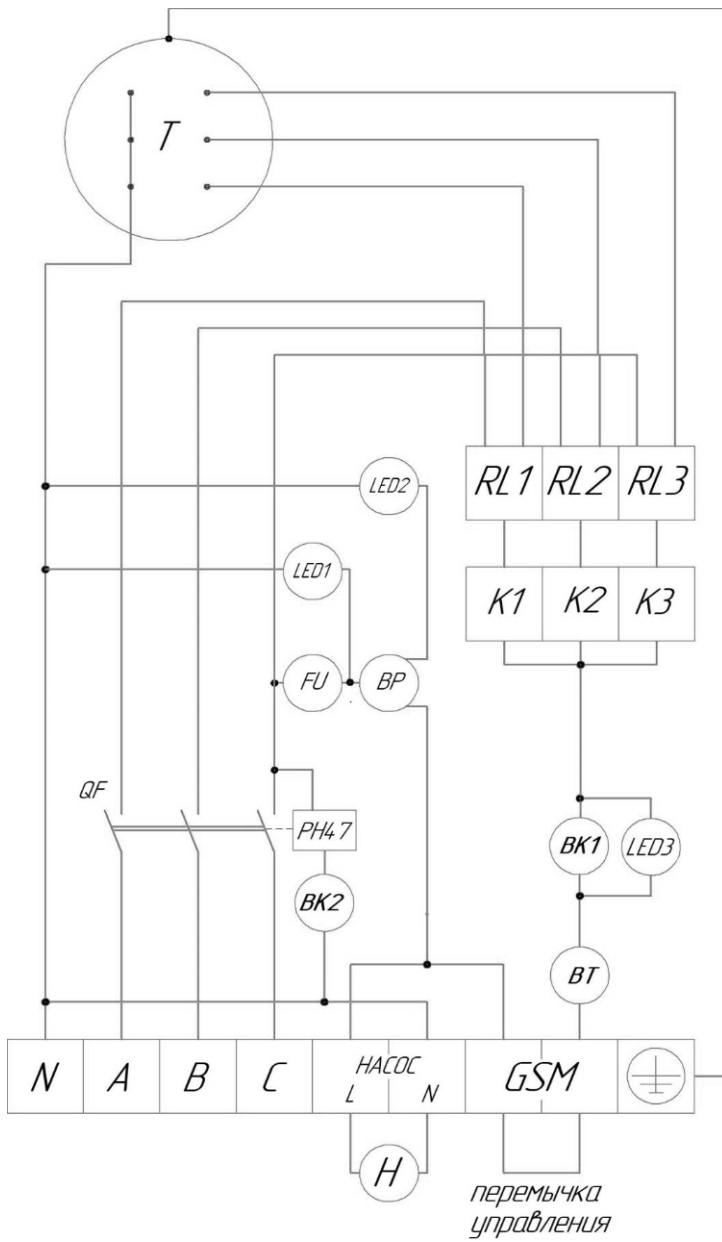 T
RL1 RL2 RL3
LED2
LED1
K1 K2 K3
FU
BP
QF
PH47
BK1
LED3
BK2
BT
N A B C НАСОС L N GSM
H
перемычка
управления